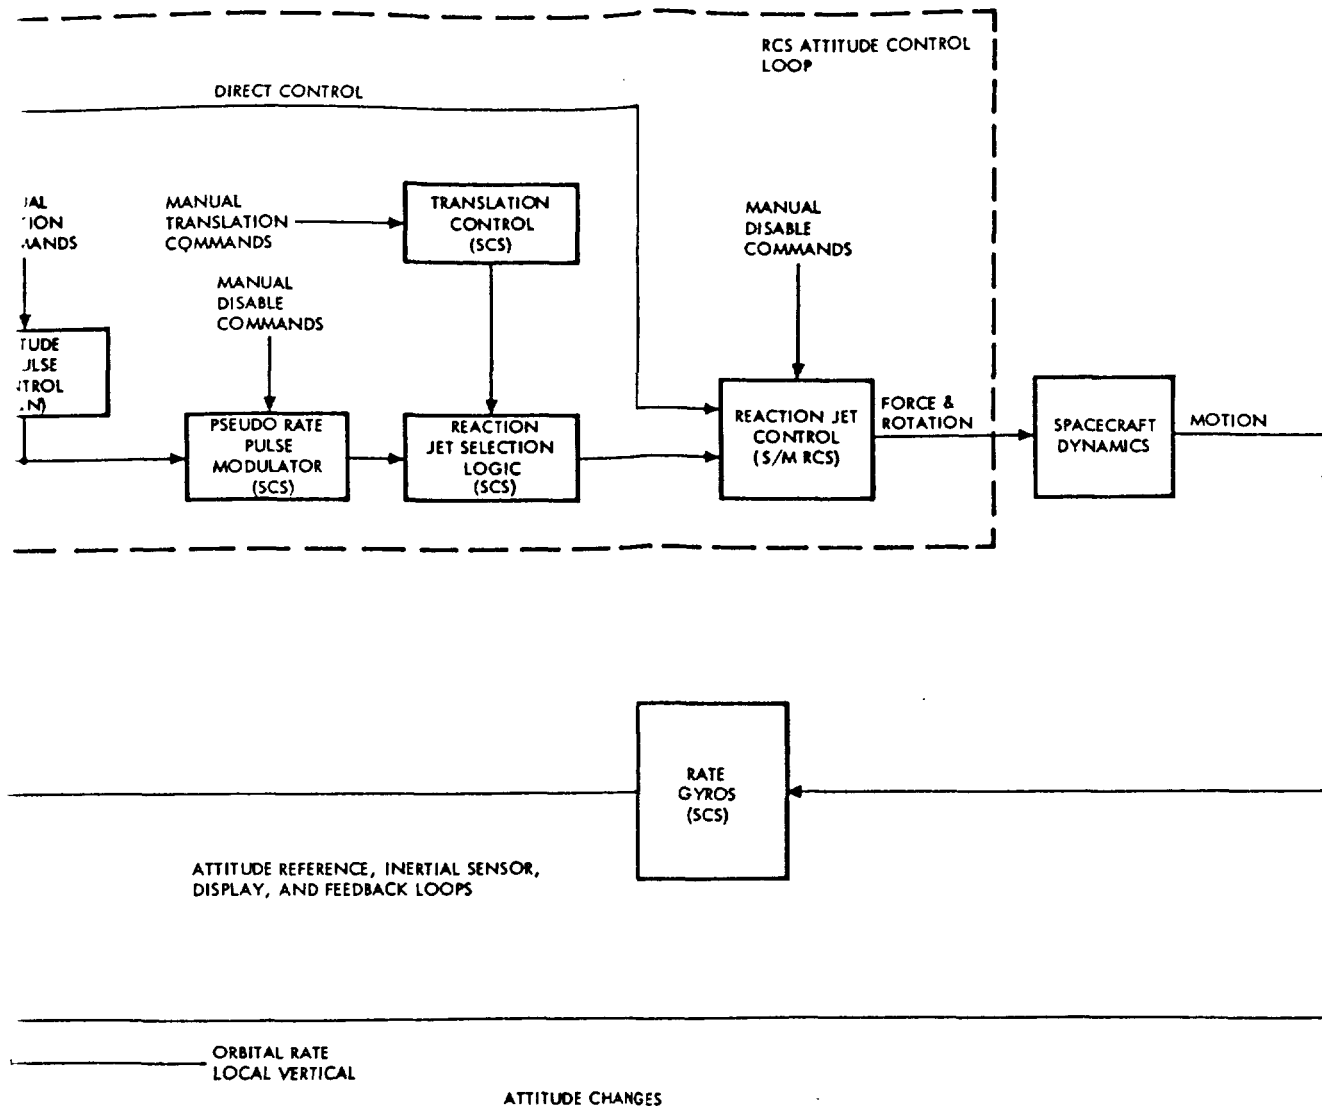 RCS ATTITUDE CONTROL
LOOP
DIRECT CONTROL
MANUAL
TRANSLATION
COMMANDS
TRANSLATION
CONTROL
(SCS)
MANUAL
DISABLE
COMMANDS
MANUAL
DISABLE
COMMANDS
PSEUDO RATE
PULSE
MODULATOR
(SCS)
REACTION
JET SELECTION
LOGIC
(SCS)
REACTION JET
CONTROL
(S/M RCS)
FORCE &
ROTATION
SPACECRAFT
DYNAMICS
MOTION
RATE
GYROS
(SCS)
ATTITUDE REFERENCE, INERTIAL SENSOR,
DISPLAY, AND FEEDBACK LOOPS
ORBITAL RATE
LOCAL VERTICAL
ATTITUDE CHANGES